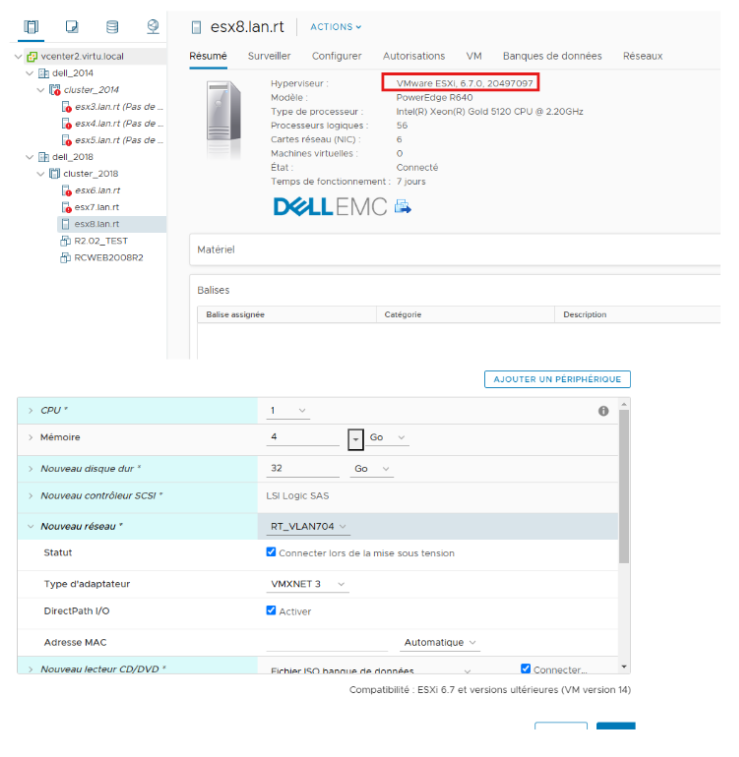 esx8.lan.rt
ACTIONS
Résumé Surveiller Configurer Autorisations VM Banques de données Réseaux
vcenter2.virtu.local
dell_2014
cluster_2014
esx3.lan.rt (Pas de ...
esx4.lan.rt (Pas de ...
esx5.lan.rt (Pas de ...
dell_2018
cluster_2018
esx6.lan.rt
esx7.lan.rt
esx8.lan.rt
R2.02_TEST
RCWEB2008R2
Hyperviseur : VMware ESXi, 6.7.0, 20497097
Modèle : PowerEdge R640
Type de processeur : Intel(R) Xeon(R) Gold 5120 CPU @ 2.20GHz
Processeurs logiques : 56
Cartes réseau (NIC) : 6
Machines virtuelles : 0
État : Connecté
Temps de fonctionnement : 7 jours
DELLEMC
Matériel
Balises
Balise assignée Catégorie Description
AJOUTER UN PÉRIPHÉRIQUE
CPU * 1
Mémoire 4 Go
Nouveau disque dur * 32 Go
Nouveau contrôleur SCSI * LSI Logic SAS
Nouveau réseau * RT_VLAN704
Statut Connecter lors de la mise sous tension
Type d'adaptateur VMXNET 3
DirectPath I/O Activer
Adresse MAC Automatique
Nouveau lecteur CD/DVD * Fichier ISO banque de données Connecter...
Compatibilité : ESXi 6.7 et versions ultérieures (VM version 14)